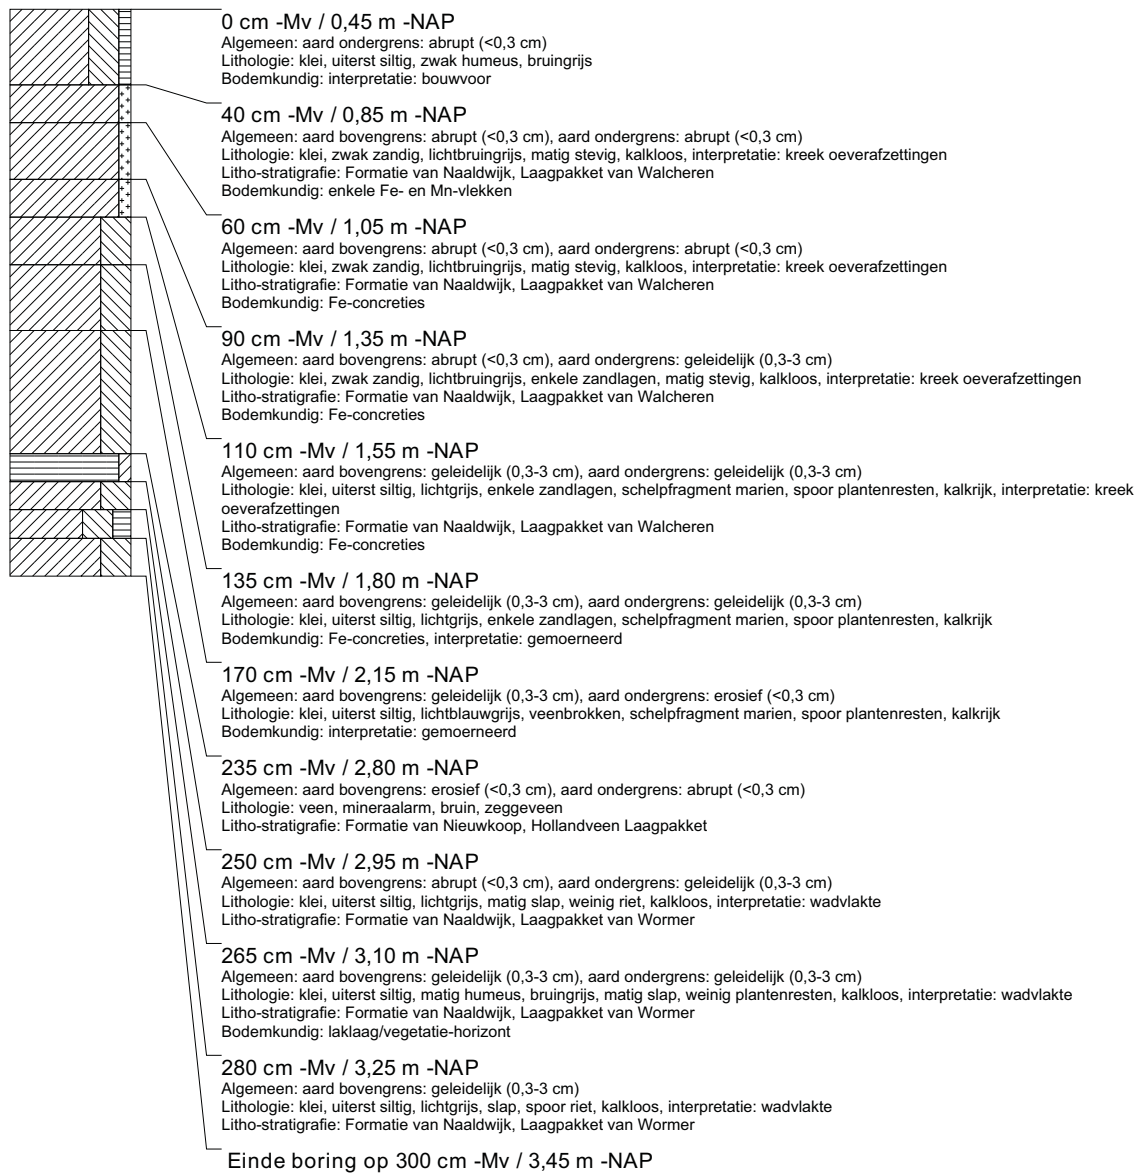 0 cm -Mv / 0,45 m -NAP
Algemeen: aard ondergrens: abrupt (<0,3 cm)
Lithologie: klei, uiterst siltig, zwak humeus, bruingrijs
Bodemkundig: interpretatie: bouwvoor
40 cm -Mv / 0,85 m -NAP
Algemeen: aard bovengrens: abrupt (<0,3 cm), aard ondergrens: abrupt (<0,3 cm)
Lithologie: klei, zwak zandig, lichtbruingrijs, matig stevig, kalkloos, interpretatie: kreek oeverafzettingen
Litho-stratigrafie: Formatie van Naaldwijk, Laagpakket van Walcheren
Bodemkundig: enkele Fe- en Mn-vlekken
60 cm -Mv / 1,05 m -NAP
Algemeen: aard bovengrens: abrupt (<0,3 cm), aard ondergrens: abrupt (<0,3 cm)
Lithologie: klei, zwak zandig, lichtbruingrijs, matig stevig, kalkloos, interpretatie: kreek oeverafzettingen
Litho-stratigrafie: Formatie van Naaldwijk, Laagpakket van Walcheren
Bodemkundig: Fe-concreties
90 cm -Mv / 1,35 m -NAP
Algemeen: aard bovengrens: abrupt (<0,3 cm), aard ondergrens: geleidelijk (0,3-3 cm)
Lithologie: klei, zwak zandig, lichtbruingrijs, enkele zandlagen, matig stevig, kalkloos, interpretatie: kreek oeverafzettingen
Litho-stratigrafie: Formatie van Naaldwijk, Laagpakket van Walcheren
Bodemkundig: Fe-concreties
110 cm -Mv / 1,55 m -NAP
Algemeen: aard bovengrens: geleidelijk (0,3-3 cm), aard ondergrens: geleidelijk (0,3-3 cm)
Lithologie: klei, uiterst siltig, lichtgrijs, enkele zandlagen, schelpfragment marien, spoor plantenresten, kalkrijk, interpretatie: kreek
oeverafzettingen
Litho-stratigrafie: Formatie van Naaldwijk, Laagpakket van Walcheren
Bodemkundig: Fe-concreties
135 cm -Mv / 1,80 m -NAP
Algemeen: aard bovengrens: geleidelijk (0,3-3 cm), aard ondergrens: geleidelijk (0,3-3 cm)
Lithologie: klei, uiterst siltig, lichtgrijs, enkele zandlagen, schelpfragment marien, spoor plantenresten, kalkrijk
Bodemkundig: Fe-concreties, interpretatie: gemoerneerd
170 cm -Mv / 2,15 m -NAP
Algemeen: aard bovengrens: geleidelijk (0,3-3 cm), aard ondergrens: erosief (<0,3 cm)
Lithologie: klei, uiterst siltig, lichtblauwgrijs, veenbrokken, schelpfragment marien, spoor plantenresten, kalkrijk
Bodemkundig: interpretatie: gemoerneerd
235 cm -Mv / 2,80 m -NAP
Algemeen: aard bovengrens: erosief (<0,3 cm), aard ondergrens: abrupt (<0,3 cm)
Lithologie: veen, mineraalarm, bruin, zeggeveen
Litho-stratigrafie: Formatie van Nieuwkoop, Hollandveen Laagpakket
250 cm -Mv / 2,95 m -NAP
Algemeen: aard bovengrens: abrupt (<0,3 cm), aard ondergrens: geleidelijk (0,3-3 cm)
Lithologie: klei, uiterst siltig, lichtgrijs, matig slap, weinig riet, kalkloos, interpretatie: wadvlakte
Litho-stratigrafie: Formatie van Naaldwijk, Laagpakket van Wormer
265 cm -Mv / 3,10 m -NAP
Algemeen: aard bovengrens: geleidelijk (0,3-3 cm), aard ondergrens: geleidelijk (0,3-3 cm)
Lithologie: klei, uiterst siltig, matig humeus, bruingrijs, matig slap, weinig plantenresten, kalkloos, interpretatie: wadvlakte
Litho-stratigrafie: Formatie van Naaldwijk, Laagpakket van Wormer
Bodemkundig: laklaag/vegetatie-horizont
280 cm -Mv / 3,25 m -NAP
Algemeen: aard bovengrens: geleidelijk (0,3-3 cm)
Lithologie: klei, uiterst siltig, lichtgrijs, slap, spoor riet, kalkloos, interpretatie: wadvlakte
Litho-stratigrafie: Formatie van Naaldwijk, Laagpakket van Wormer
Einde boring op 300 cm -Mv / 3,45 m -NAP